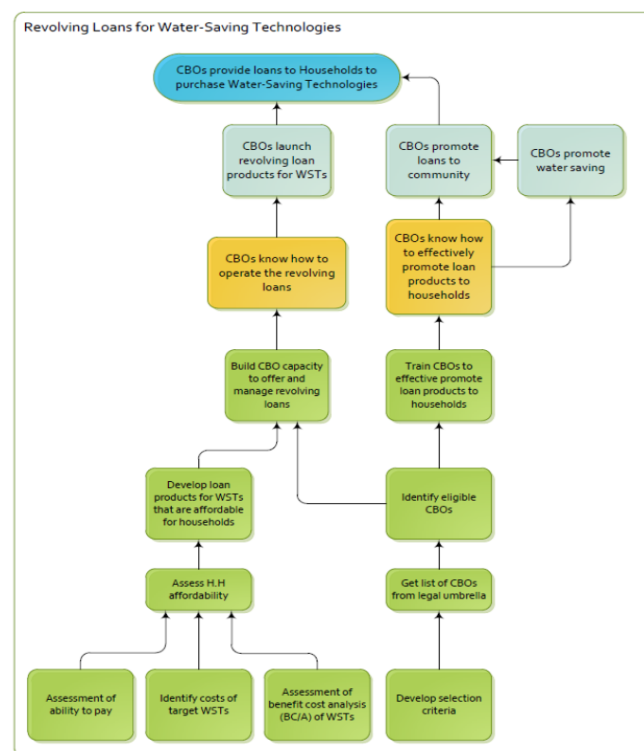 Revolving Loans for Water-Saving Technologies
CBOs provide loans to Households to
purchase Water-Saving Technologies
CBOs launch
revolving loan
products for WSTs
CBOs promote
loans to
community
CBOs promote
water saving
CBOs know how to
operate the revolving
loans
CBOs know how
to effectively
promote loan
products to
households
Build CBO capacity
to offer and
manage revolving
loans
Train CBOs to
effective promote
loan products to
households
Develop loan
products for WSTs
that are affordable
for households
Identify eligible
CBOs
Assess H.H
affordability
Get list of CBOs
from legal umbrella
Assessment of
ability to pay
Identify costs of
target WSTs
Assessment of
benefit cost analysis
(BC/A) of WSTs
Develop selection
criteria